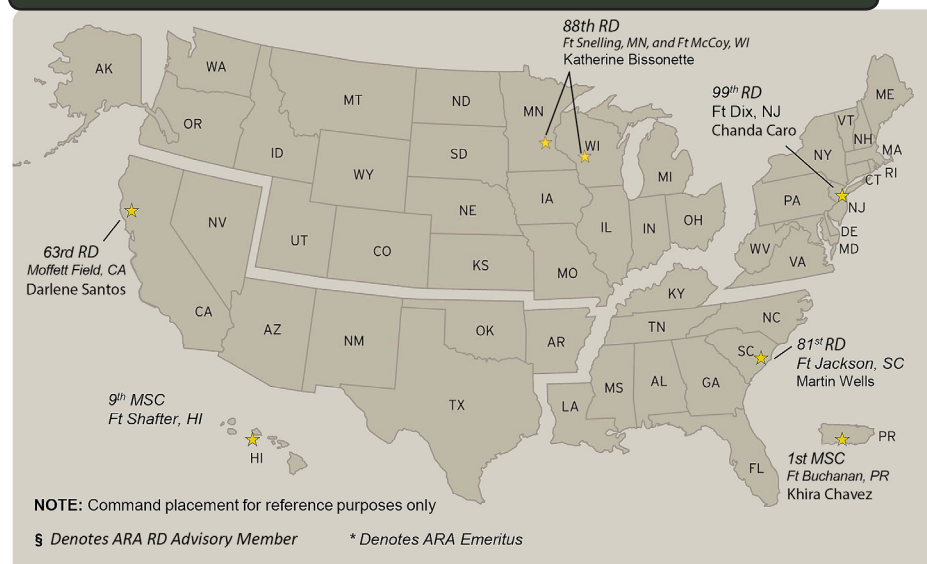 88th RD
Ft Snelling, MN, and Ft McCoy, WI
Katherine Bissonette
99th RD
Ft Dix, NJ
Chanda Caro
AK
WA
MT
ND
MN
ME
OR
ID
SD
WI
VT
NH
NY
MA
WY
MI
CT
RI
NV
NE
IA
PA
NJ
UT
CO
IL
IN
OH
DE
MD
WV
VA
63rd RD
Moffett Field, CA
Darlene Santos
KS
MO
KY
CA
AZ
NM
OK
AR
TN
NC
SC
81st RD
Ft Jackson, SC
Martin Wells
9th MSC
Ft Shafter, HI
TX
LA
MS
AL
GA
HI
FL
PR
1st MSC
Ft Buchanan, PR
Khira Chavez
NOTE: Command placement for reference purposes only
§ Denotes ARA RD Advisory Member * Denotes ARA Emeritus